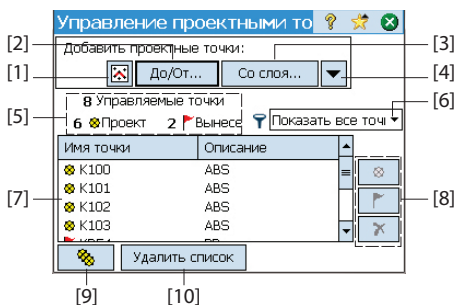 Управление проектными то
[2]
Добавить проектные точки:
[3]
[1]
До/От...
Со слоя...
[4]
8 Управляемые точки
[6]
[5]
6 Проект 2 Вынесе
Показать все точ
Имя точки Описание
K100 ABS
K101 ABS
[7]
K102 ABS
[8]
K103 ABS
Удалить список
[9]
[10]